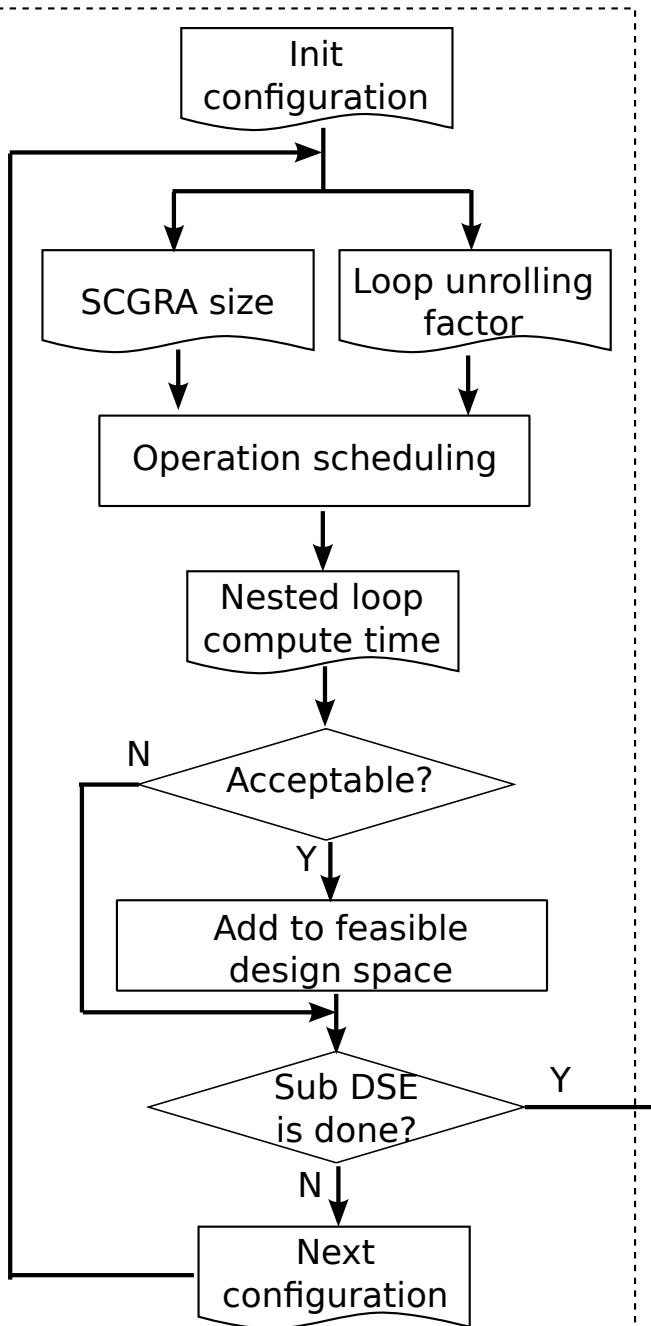 Init
configuration
SCGRA size
Loop unrolling
factor
Operation scheduling
Nested loop
compute time
N
Acceptable?
Y
Add to feasible
design space
Sub DSE
is done?
Y
N
Next
configuration